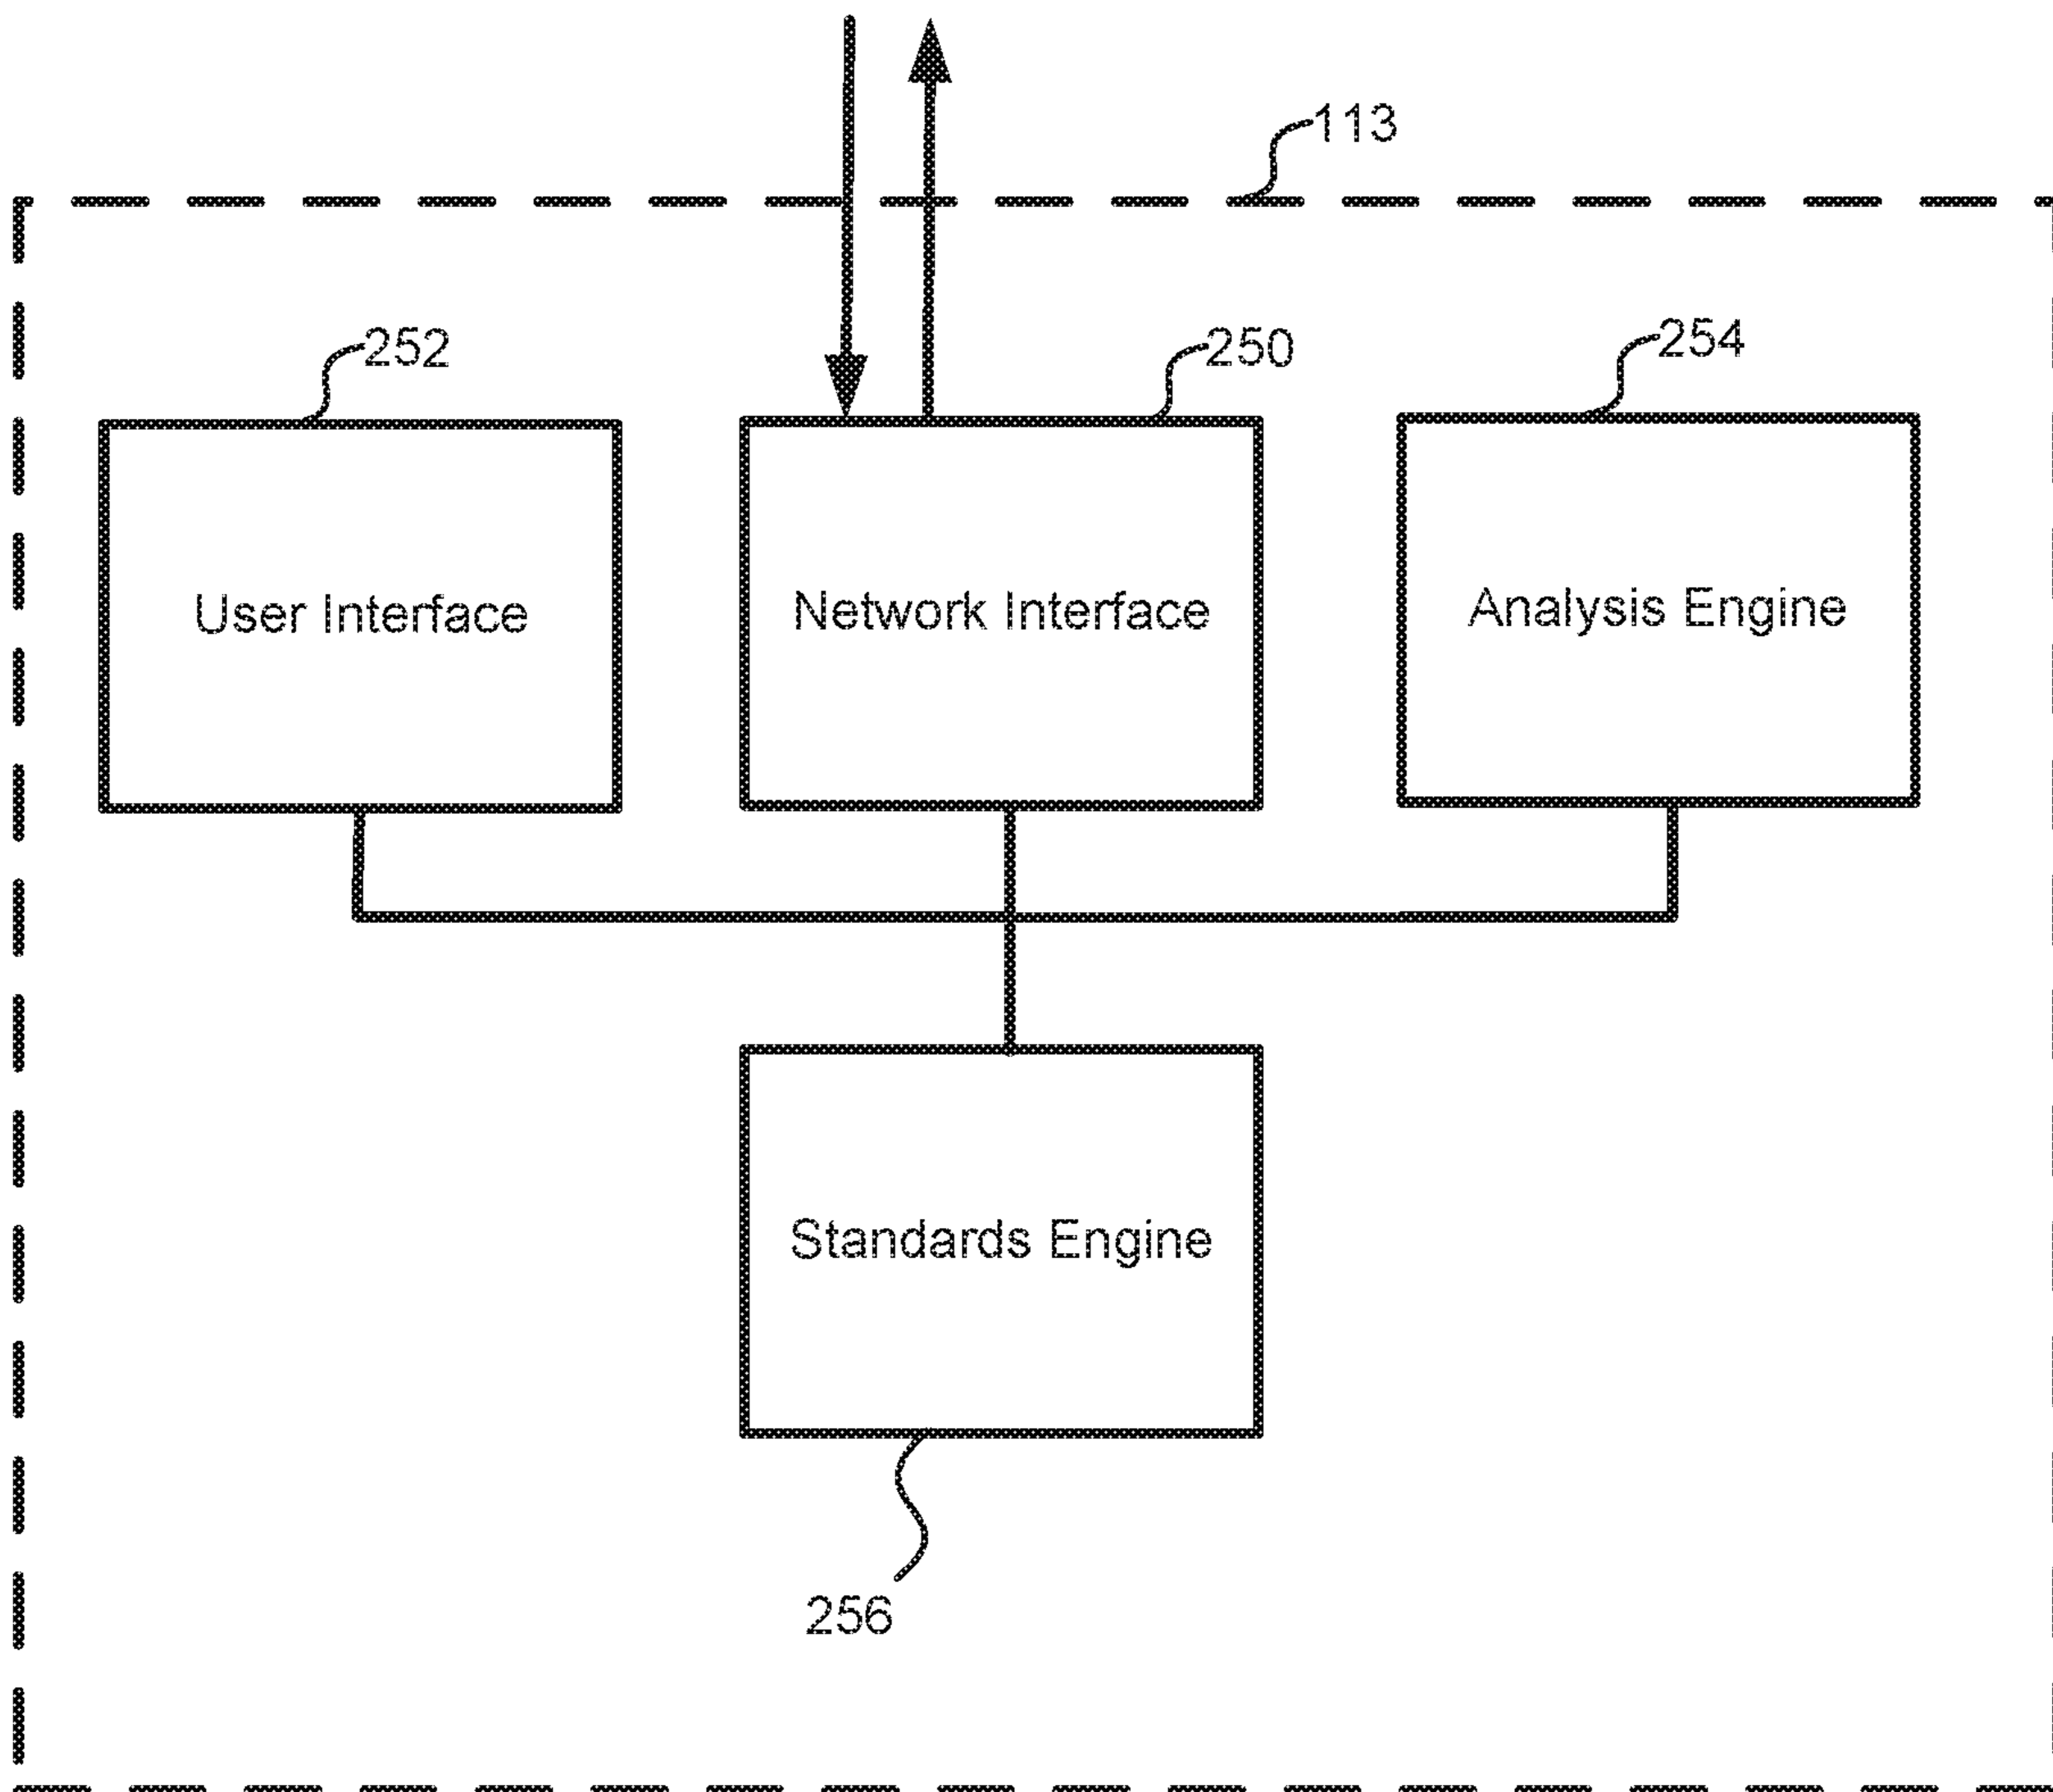 113
252
250
254
User Interface
Network Interface
Analysis Engine
Standards Engine
256